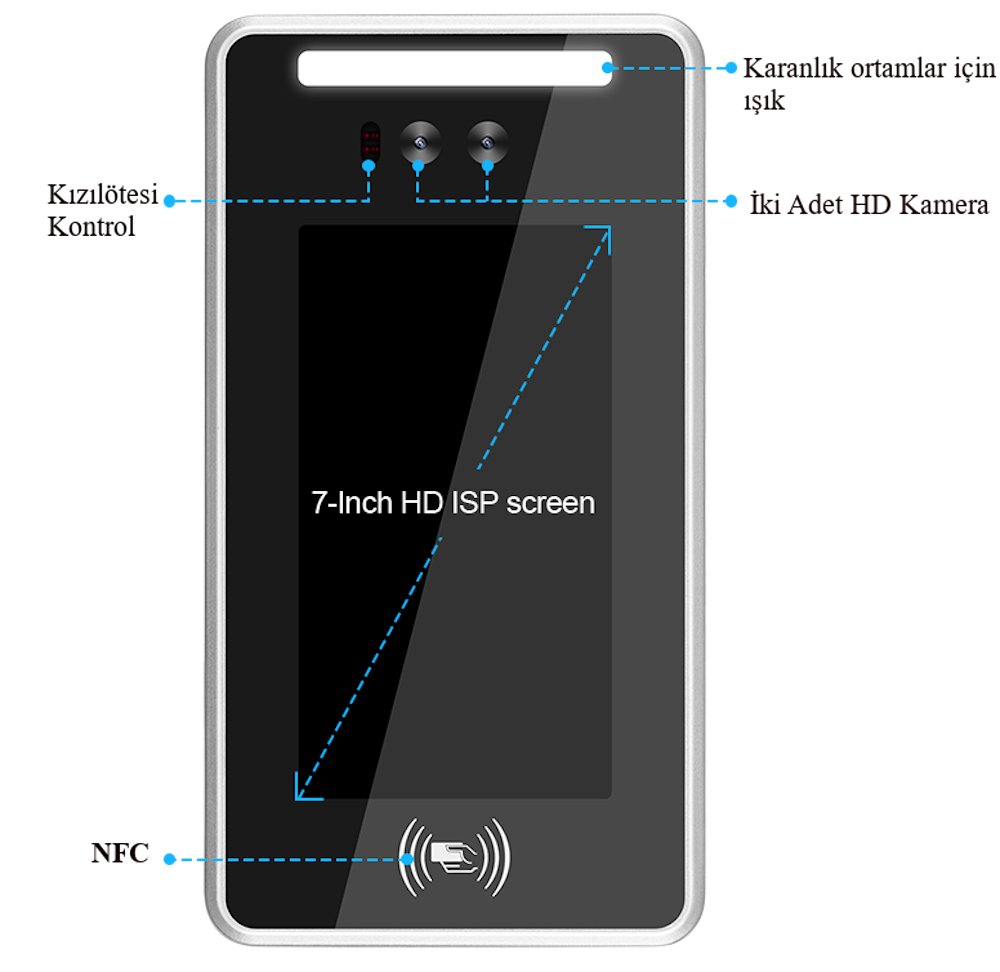 Karanlık ortamlar için
ışık
Kızılötesi
Kontrol
İki Adet HD Kamera
7-Inch HD ISP screen
NFC